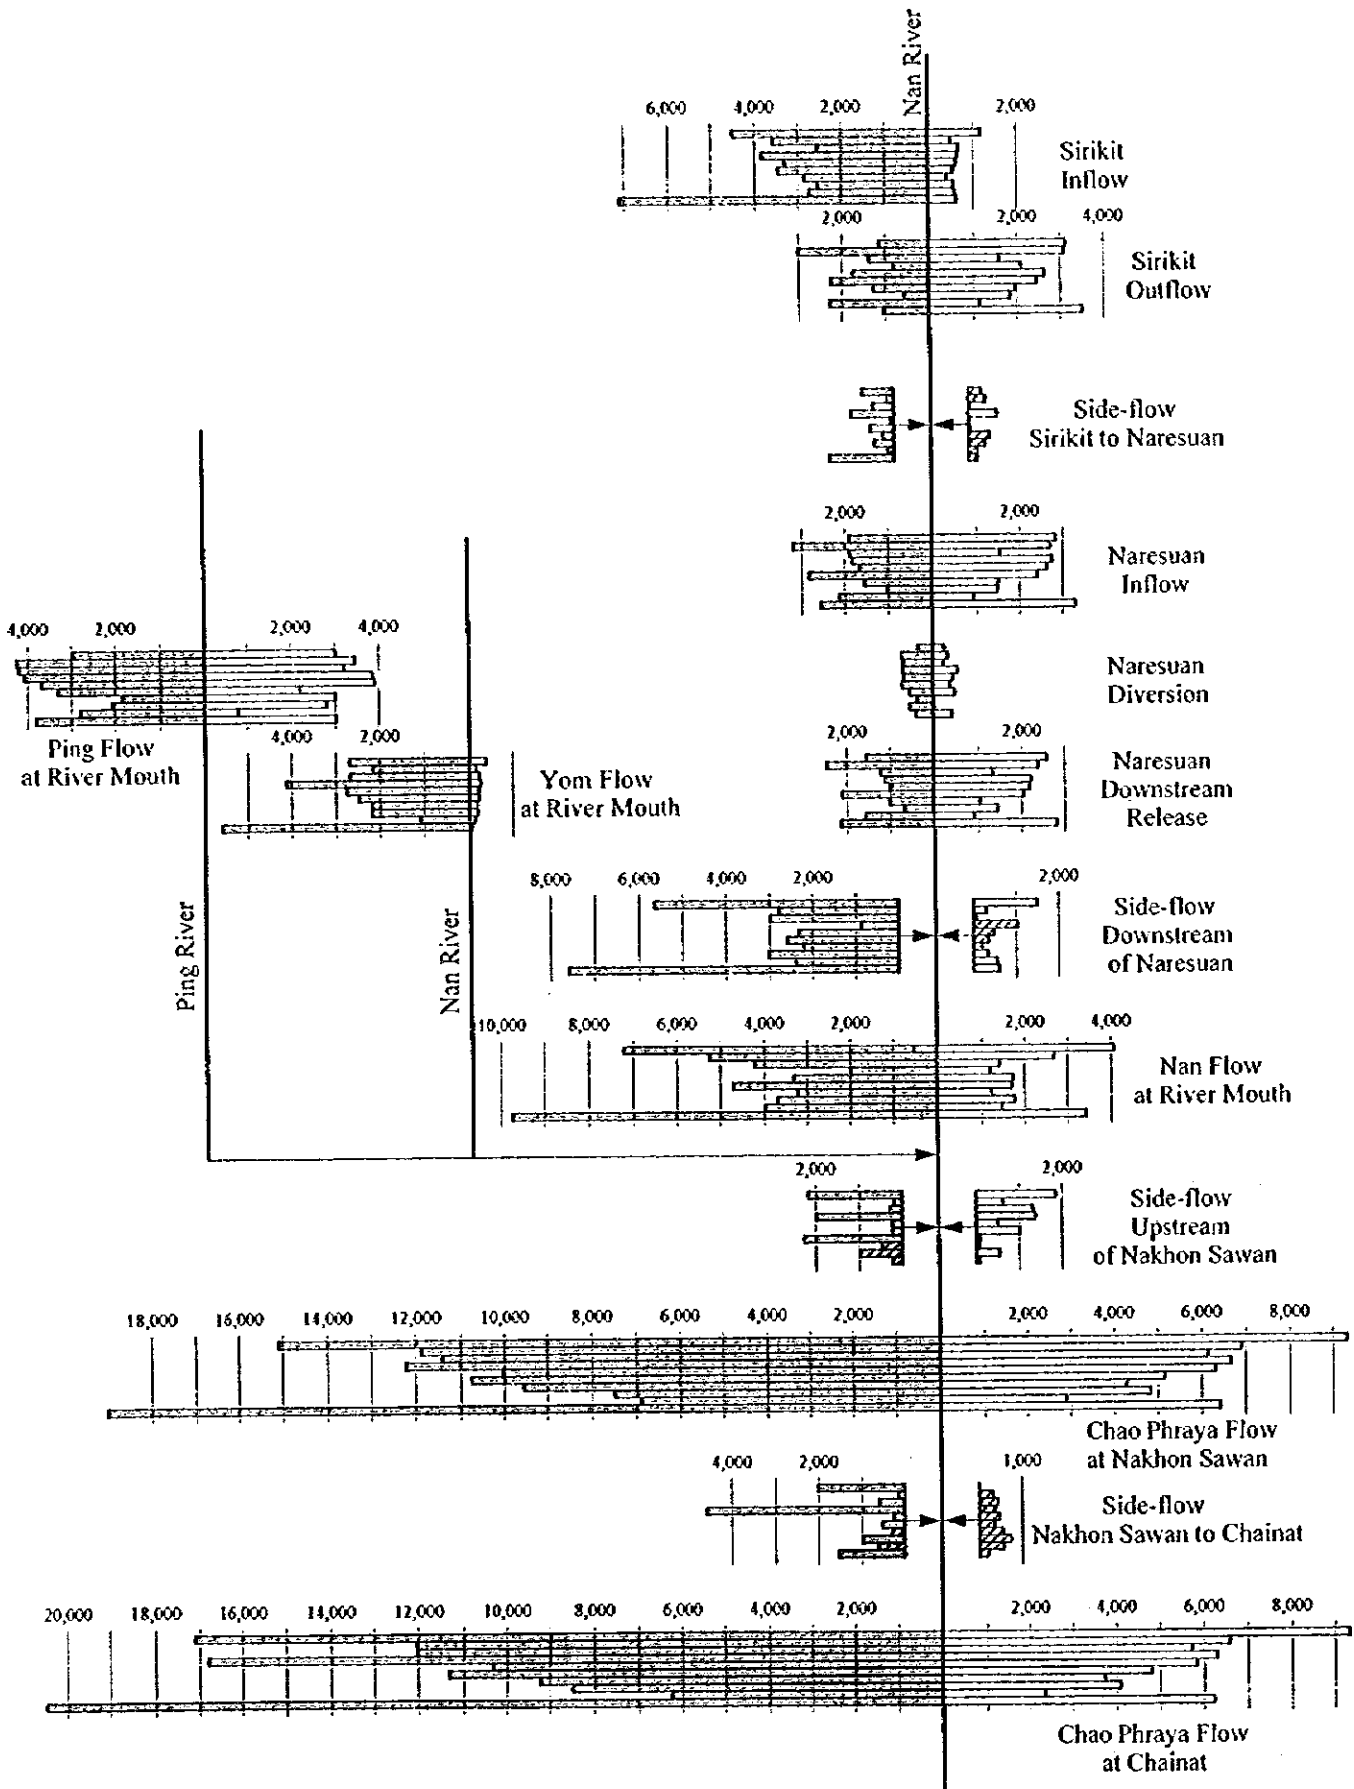 Nan River
6,000 4,000 2,000 2,000
Sirikit
Inflow
2,000 2,000 4,000
Sirikit
Outflow
Side-flow
Sirikit to Naresuan
2,000 2,000
Naresuan
Inflow
4,000 2,000 2,000 4,000
Ping Flow
at River Mouth
Naresuan
Diversion
4,000 2,000
Yom Flow
at River Mouth
2,000 2,000
Naresuan
Downstream
Release
Ping River
Nan River
8,000 6,000 4,000 2,000 2,000
Side-flow
Downstream
of Naresuan
10,000 8,000 6,000 4,000 2,000 2,000 4,000
Nan Flow
at River Mouth
2,000 2,000
Side-flow
Upstream
of Nakhon Sawan
18,000 16,000 14,000 12,000 10,000 8,000 6,000 4,000 2,000 2,000 4,000 6,000 8,000
Chao Phraya Flow
at Nakhon Sawan
4,000 2,000 1,000
Side-flow
Nakhon Sawan to Chainat
20,000 18,000 16,000 14,000 12,000 10,000 8,000 6,000 4,000 2,000 2,000 4,000 6,000 8,000
Chao Phraya Flow
at Chainat